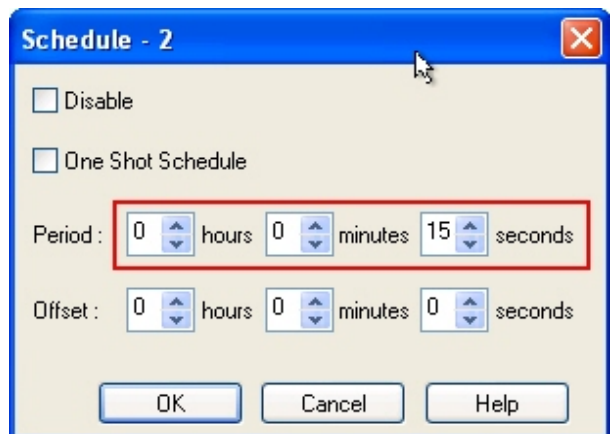 Schedule - 2
Disable
One Shot Schedule
Period : 0 hours 0 minutes 15 seconds
Offset : 0 hours 0 minutes 0 seconds
OK Cancel Help